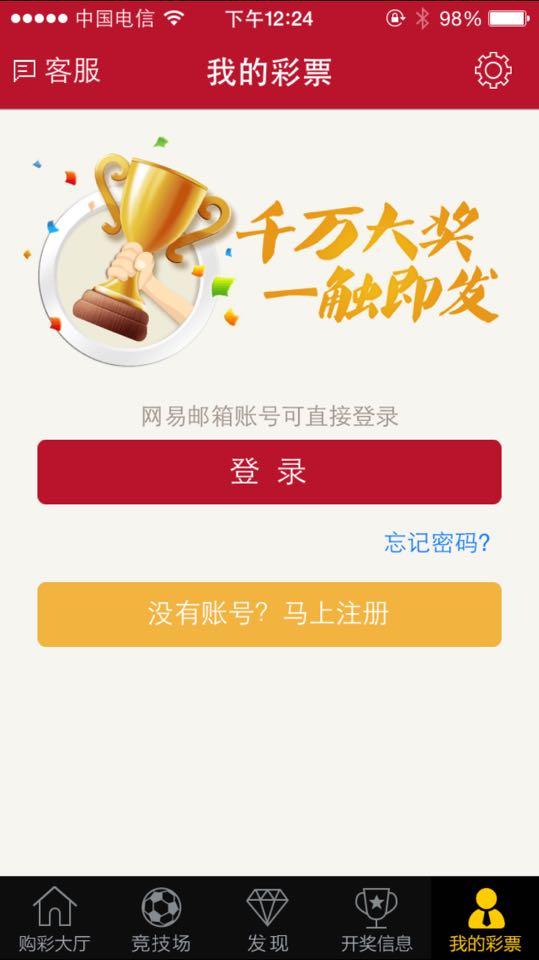 中国电信 下午12:24 98%
客服 我的彩票
千万大奖
一触即发
网易邮箱账号可直接登录
登 录
忘记密码?
没有账号? 马上注册
购彩大厅 竞技场 发现 开奖信息 我的彩票